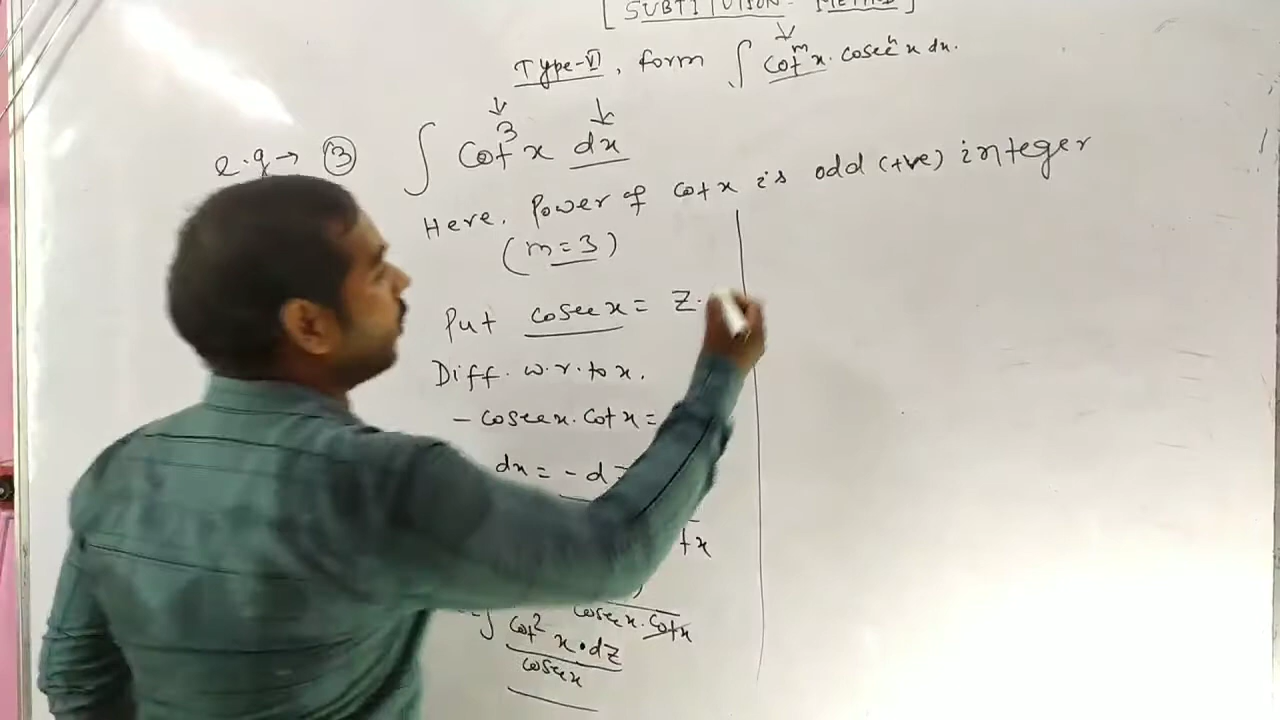 [ SUBTITUTION METHOD ]
Type-VI, form ∫ cot^m x . cosec^n x dx.
e.g → ③ ∫ cot³ x dx
Here. Power of cot x is odd (+ve) integer
(m = 3)
Put cosec x = z.
Diff. w.r. to x.
- cosec x . cot x =
dx = - dz
t x
cosec x . cot x
- ∫ cot² x . dz
cosec x